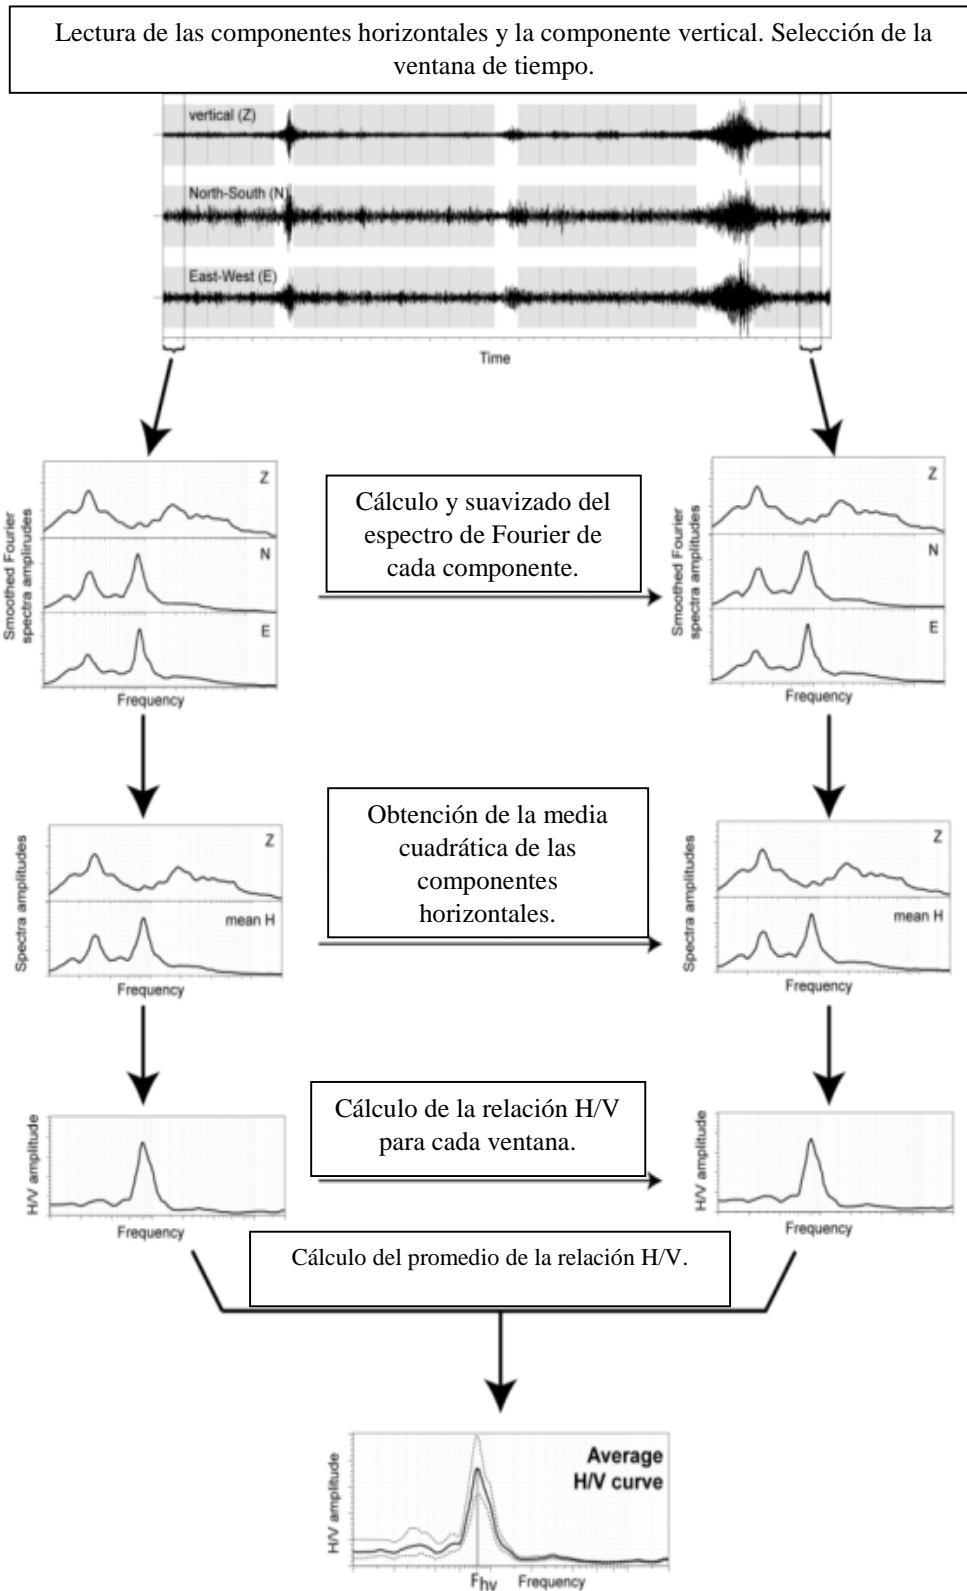 Lectura de las componentes horizontales y la componente vertical. Selección de la
ventana de tiempo.
vertical (Z)
North-South (N)
East-West (E)
Time
Smoothed Fourier
spectra amplirudes
Z
N
E
Frequency
Cálculo y suavizado del
espectro de Fourier de
cada componente.
Smoothed Fourier
spectra amplitudes
Z
N
E
Frequency
Spectra amplitudes
Z
mean H
Frequency
Obtención de la media
cuadrática de las
componentes
horizontales.
Spectra amplitudes
Z
mean H
Frequency
H/V amplitude
Frequency
Cálculo de la relación H/V
para cada ventana.
H/V amplitude
Frequency
Cálculo del promedio de la relación H/V.
H/V amplitude
Average
H/V curve
Fhv Frequency